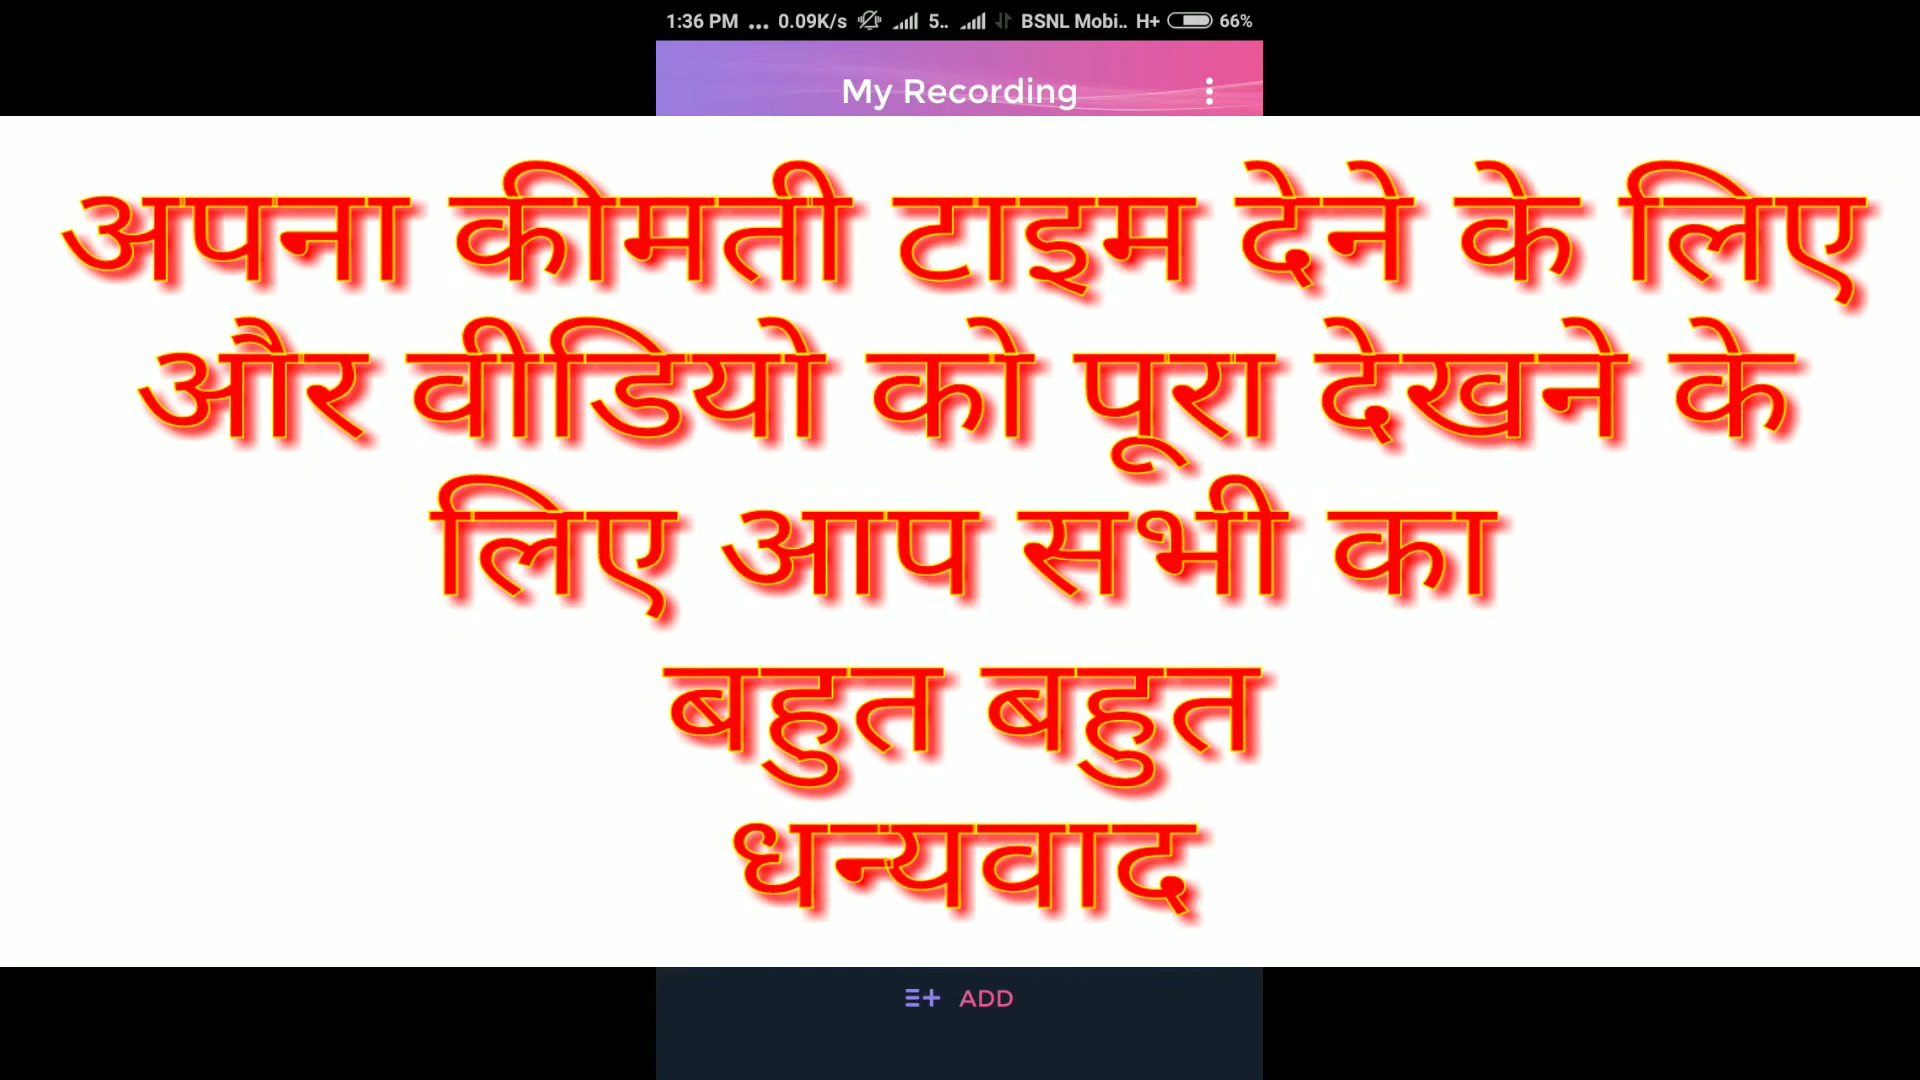 1:36 PM ... 0.09K/s 5.. BSNL Mobi.. H+ 66%
My Recording
अपना कीमती टाइम देने के लिए
और वीडियो को पूरा देखने के
लिए आप सभी का
बहुत बहुत
धन्यवाद
ADD